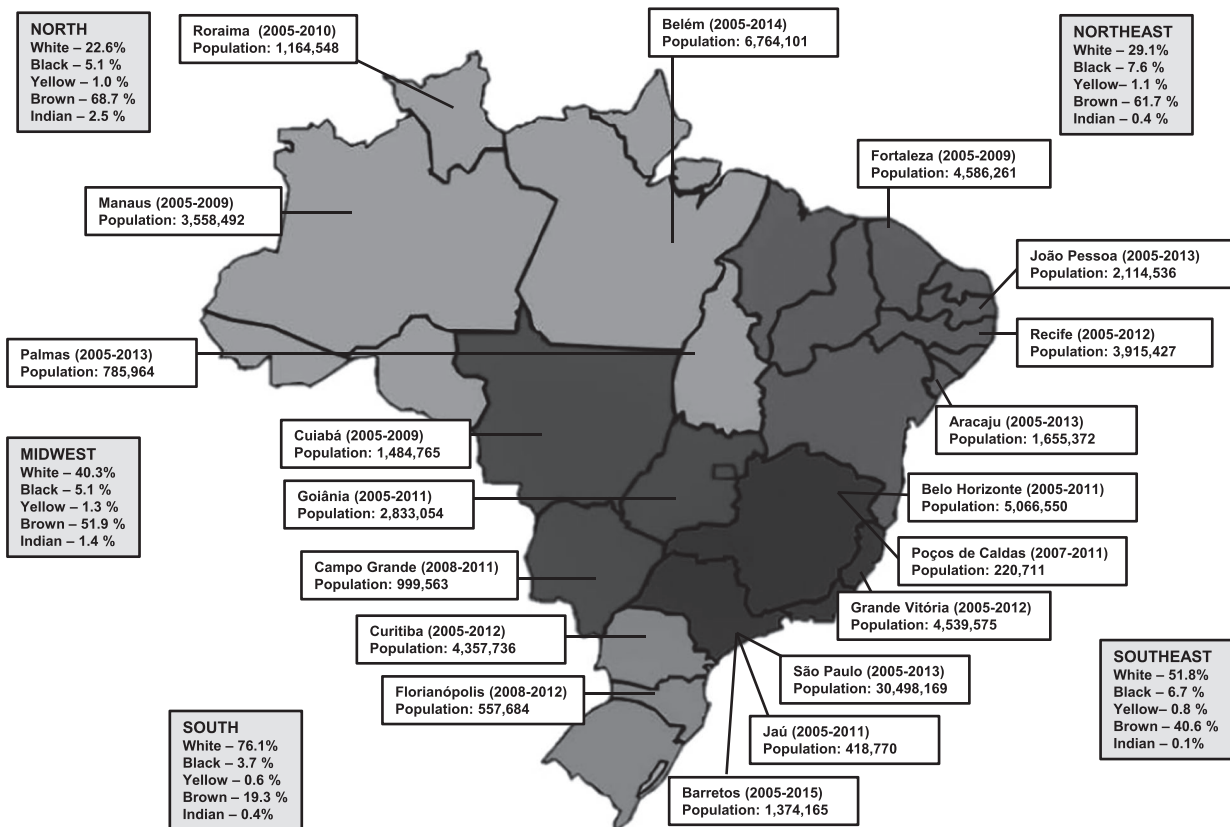 NORTH
White – 22.6%
Black – 5.1 %
Yellow – 1.0 %
Brown – 68.7 %
Indian – 2.5 %
Roraima (2005-2010)
Population: 1,164,548
Belém (2005-2014)
Population: 6,764,101
NORTHEAST
White – 29.1%
Black – 7.6 %
Yellow– 1.1 %
Brown – 61.7 %
Indian – 0.4 %
Fortaleza (2005-2009)
Population: 4,586,261
Manaus (2005-2009)
Population: 3,558,492
João Pessoa (2005-2013)
Population: 2,114,536
Recife (2005-2012)
Population: 3,915,427
Palmas (2005-2013)
Population: 785,964
Aracaju (2005-2013)
Population: 1,655,372
Cuiabá (2005-2009)
Population: 1,484,765
MIDWEST
White – 40.3%
Black – 5.1 %
Yellow – 1.3 %
Brown – 51.9 %
Indian – 1.4 %
Goiânia (2005-2011)
Population: 2,833,054
Belo Horizonte (2005-2011)
Population: 5,066,550
Poços de Caldas (2007-2011)
Population: 220,711
Campo Grande (2008-2011)
Population: 999,563
Grande Vitória (2005-2012)
Population: 4,539,575
Curitiba (2005-2012)
Population: 4,357,736
São Paulo (2005-2013)
Population: 30,498,169
SOUTHEAST
White – 51.8%
Black – 6.7 %
Yellow– 0.8 %
Brown – 40.6 %
Indian – 0.1%
Florianópolis (2008-2012)
Population: 557,684
Jaú (2005-2011)
Population: 418,770
SOUTH
White – 76.1%
Black – 3.7 %
Yellow – 0.6 %
Brown – 19.3 %
Indian – 0.4%
Barretos (2005-2015)
Population: 1,374,165